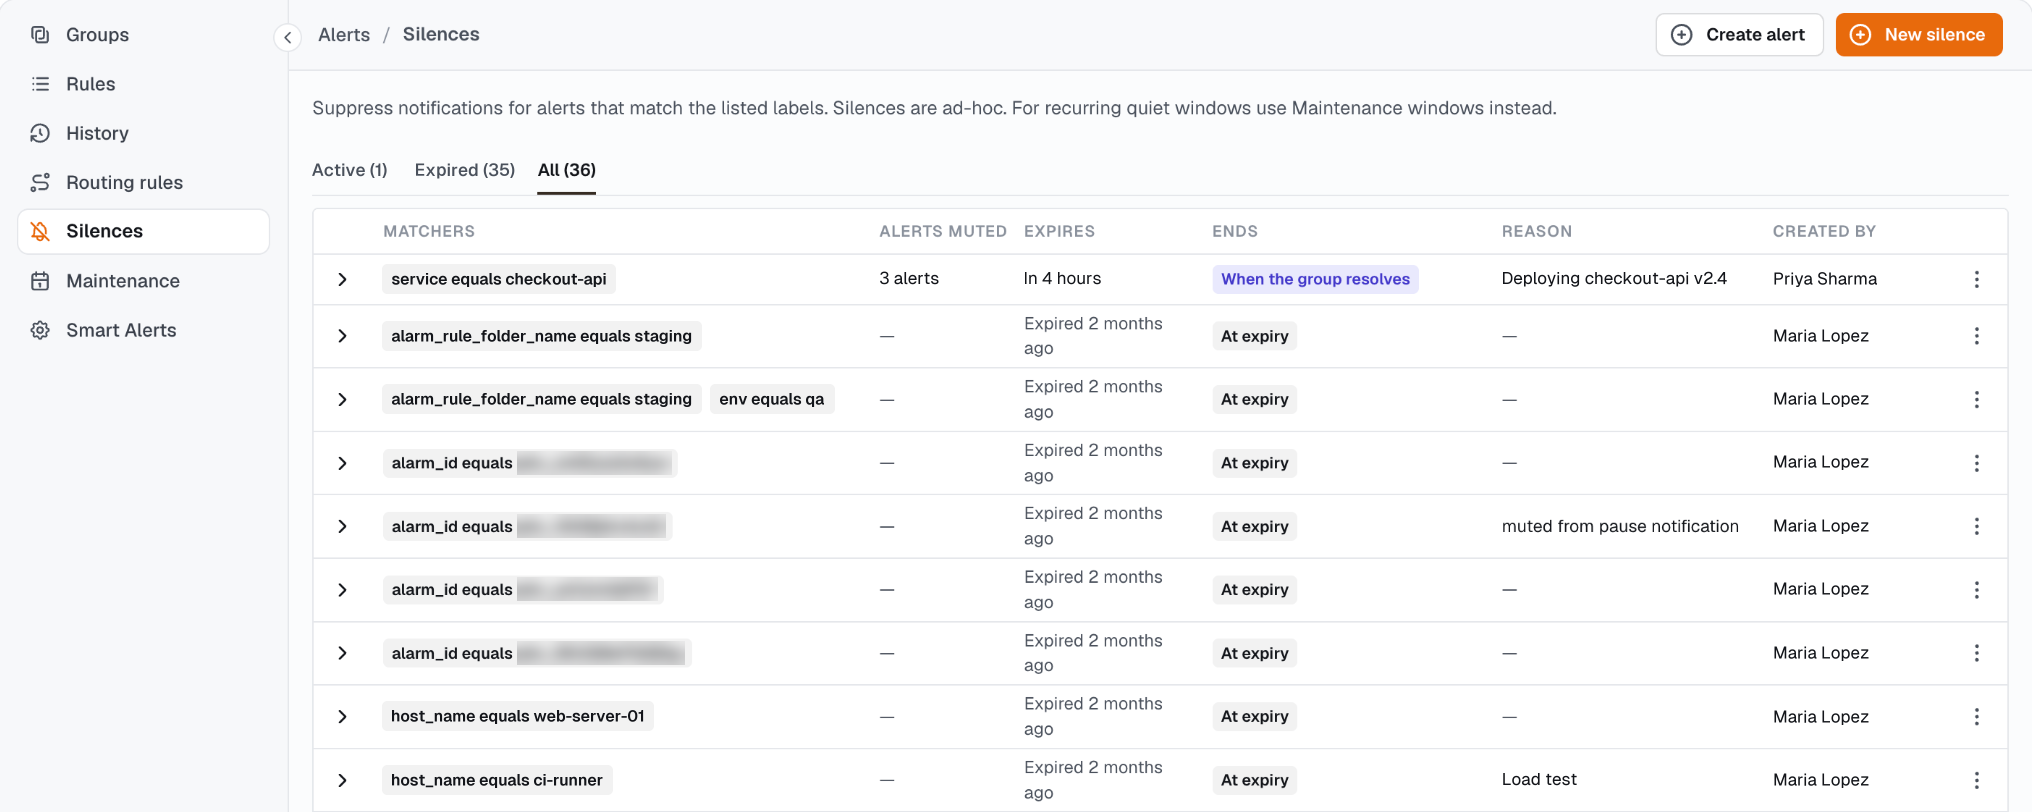 Groups
Rules
History
Routing rules
Silences
Maintenance
Smart Alerts
Alerts / Silences
Create alert
New silence
Suppress notifications for alerts that match the listed labels. Silences are ad-hoc. For recurring quiet windows use Maintenance windows instead.
Active (1) Expired (35) All (36)
MATCHERS ALERTS MUTED EXPIRES ENDS REASON CREATED BY
service equals checkout-api 3 alerts In 4 hours When the group resolves Deploying checkout-api v2.4 Priya Sharma
alarm_rule_folder_name equals staging — Expired 2 months ago At expiry — Maria Lopez
alarm_rule_folder_name equals staging env equals qa — Expired 2 months ago At expiry — Maria Lopez
alarm_id equals — Expired 2 months ago At expiry — Maria Lopez
alarm_id equals — Expired 2 months ago At expiry muted from pause notification Maria Lopez
alarm_id equals — Expired 2 months ago At expiry — Maria Lopez
alarm_id equals — Expired 2 months ago At expiry — Maria Lopez
host_name equals web-server-01 — Expired 2 months ago At expiry — Maria Lopez
host_name equals ci-runner — Expired 2 months ago At expiry Load test Maria Lopez